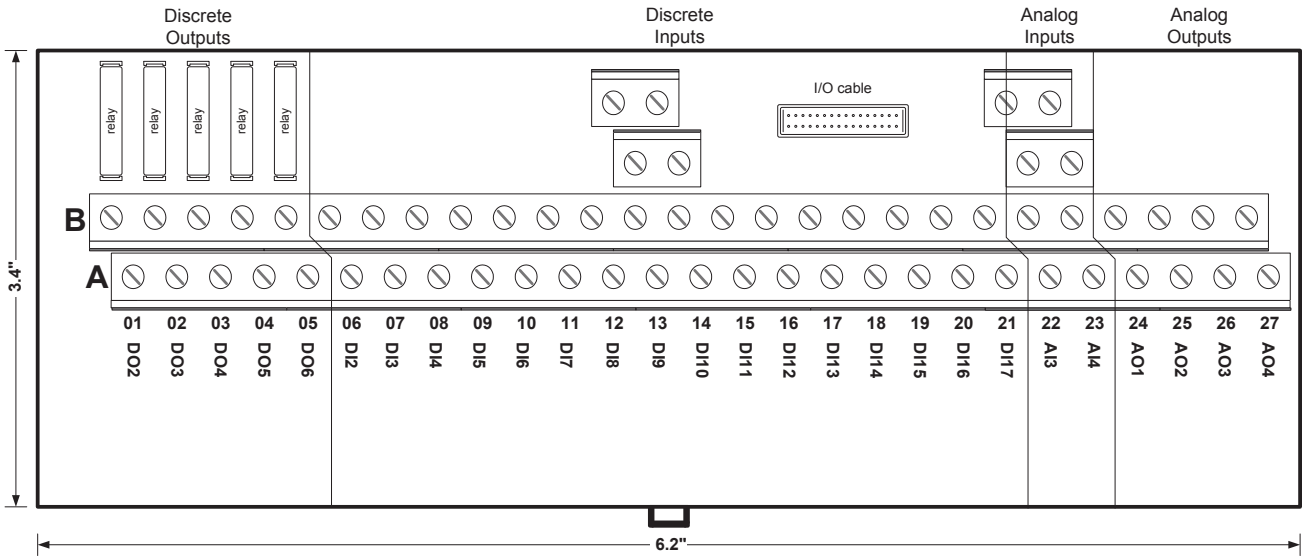 Discrete
Outputs
Discrete
Inputs
Analog
Inputs
Analog
Outputs
relay
relay
relay
relay
relay
I/O cable
B
A
01 02 03 04 05 06 07 08 09 10 11 12 13 14 15 16 17 18 19 20 21 22 23 24 25 26 27
DO2 DO3 DO4 DO5 DO6 DI2 DI3 DI4 DI5 DI6 DI7 DI8 DI9 DI10 DI11 DI12 DI13 DI14 DI15 DI16 DI17 AI3 AI4 AO1 AO2 AO3 AO4
3.4"
6.2"